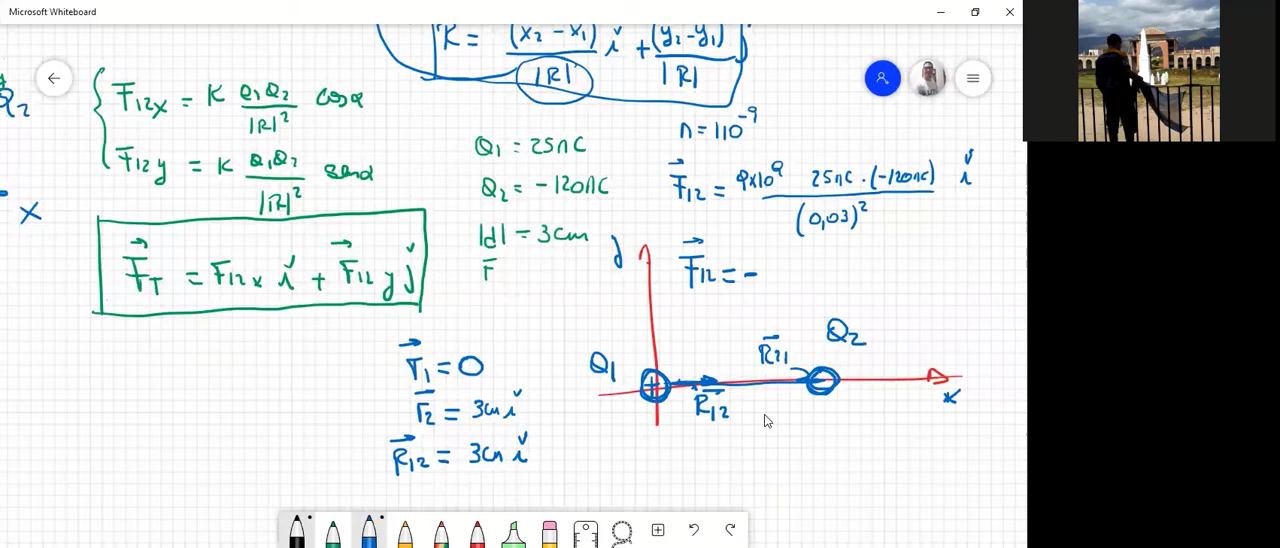 Microsoft Whiteboard
K = (x2 - x1) / |R| i + (y2 - y1) / |R|
Q2
F12x = K Q1Q2 / |R|² cosα
F12y = K Q1Q2 / |R|² senα
x
FT = F12x i + F12y j
Q1 = 25nC
Q2 = -120nC
|d| = 3cm
F
n = 110⁻⁹
F12 = 9x10⁹ 25nC · (-120nC) / (0,03)² i
F12 = -
r1 = 0
r2 = 3cm i
R12 = 3cm i
j
Q1
Q2
R21
R12
x